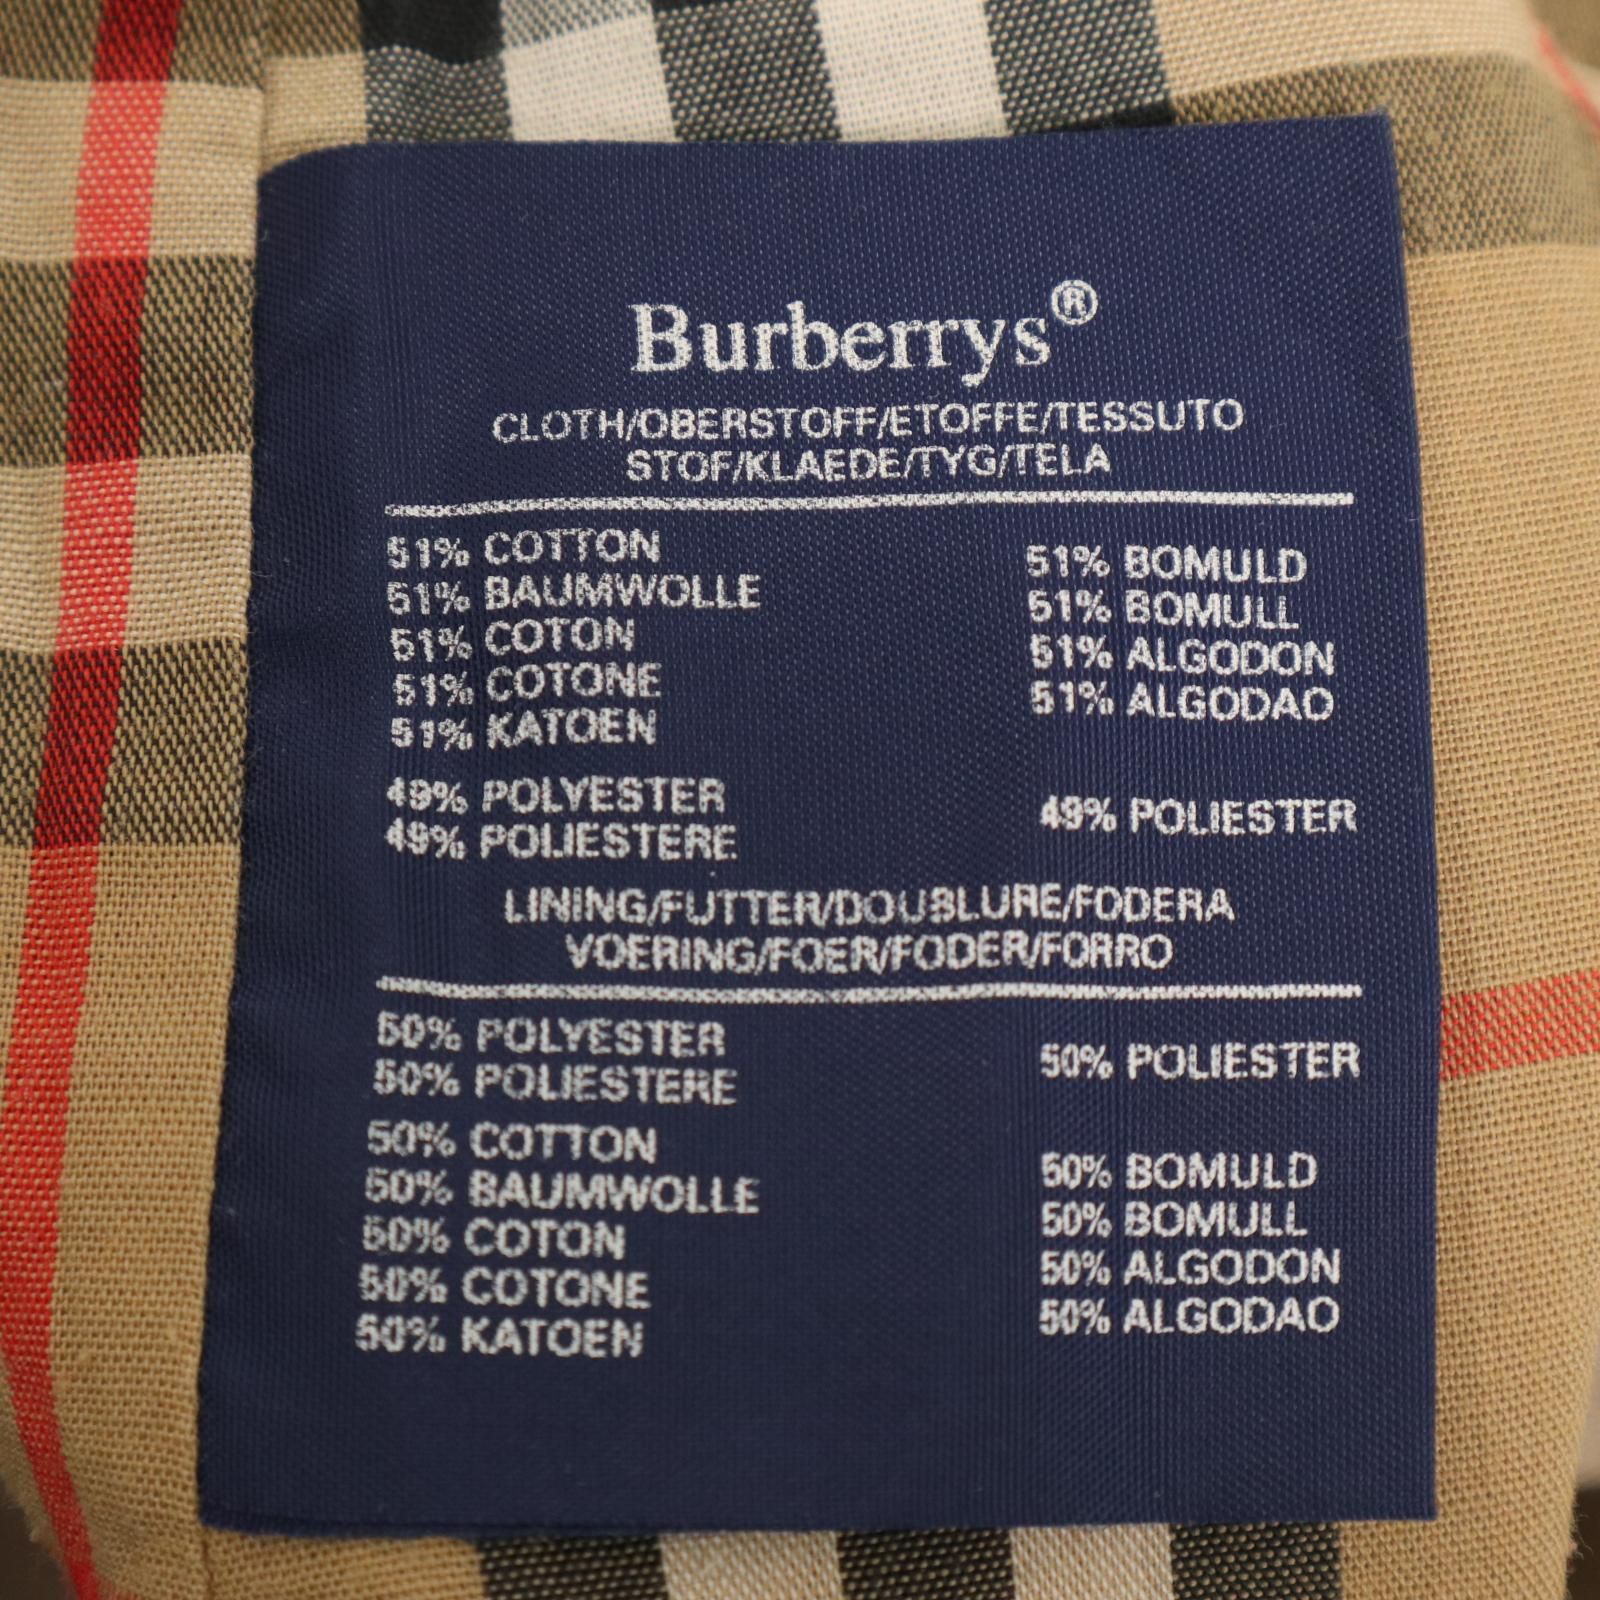 Burberrys®
CLOTH/OBERSTOFF/ETOFFE/TESSUTO
STOF/KLAEDE/TYG/TELA
51% COTTON
51% BAUMWOLLE
51% COTON
51% COTONE
51% KATOEN
51% BOMULD
51% BOMULL
51% ALGODON
51% ALGODAO
49% POLYESTER
49% POLIESTERE
49% POLIESTER
LINING/FUTTER/DOUBLURE/FODERA
VOERING/FOER/FODER/FORRO
50% POLYESTER
50% POLIESTERE
50% POLIESTER
50% COTTON
50% BAUMWOLLE
50% COTON
50% COTONE
50% KATOEN
50% BOMULD
50% BOMULL
50% ALGODON
50% ALGODAO